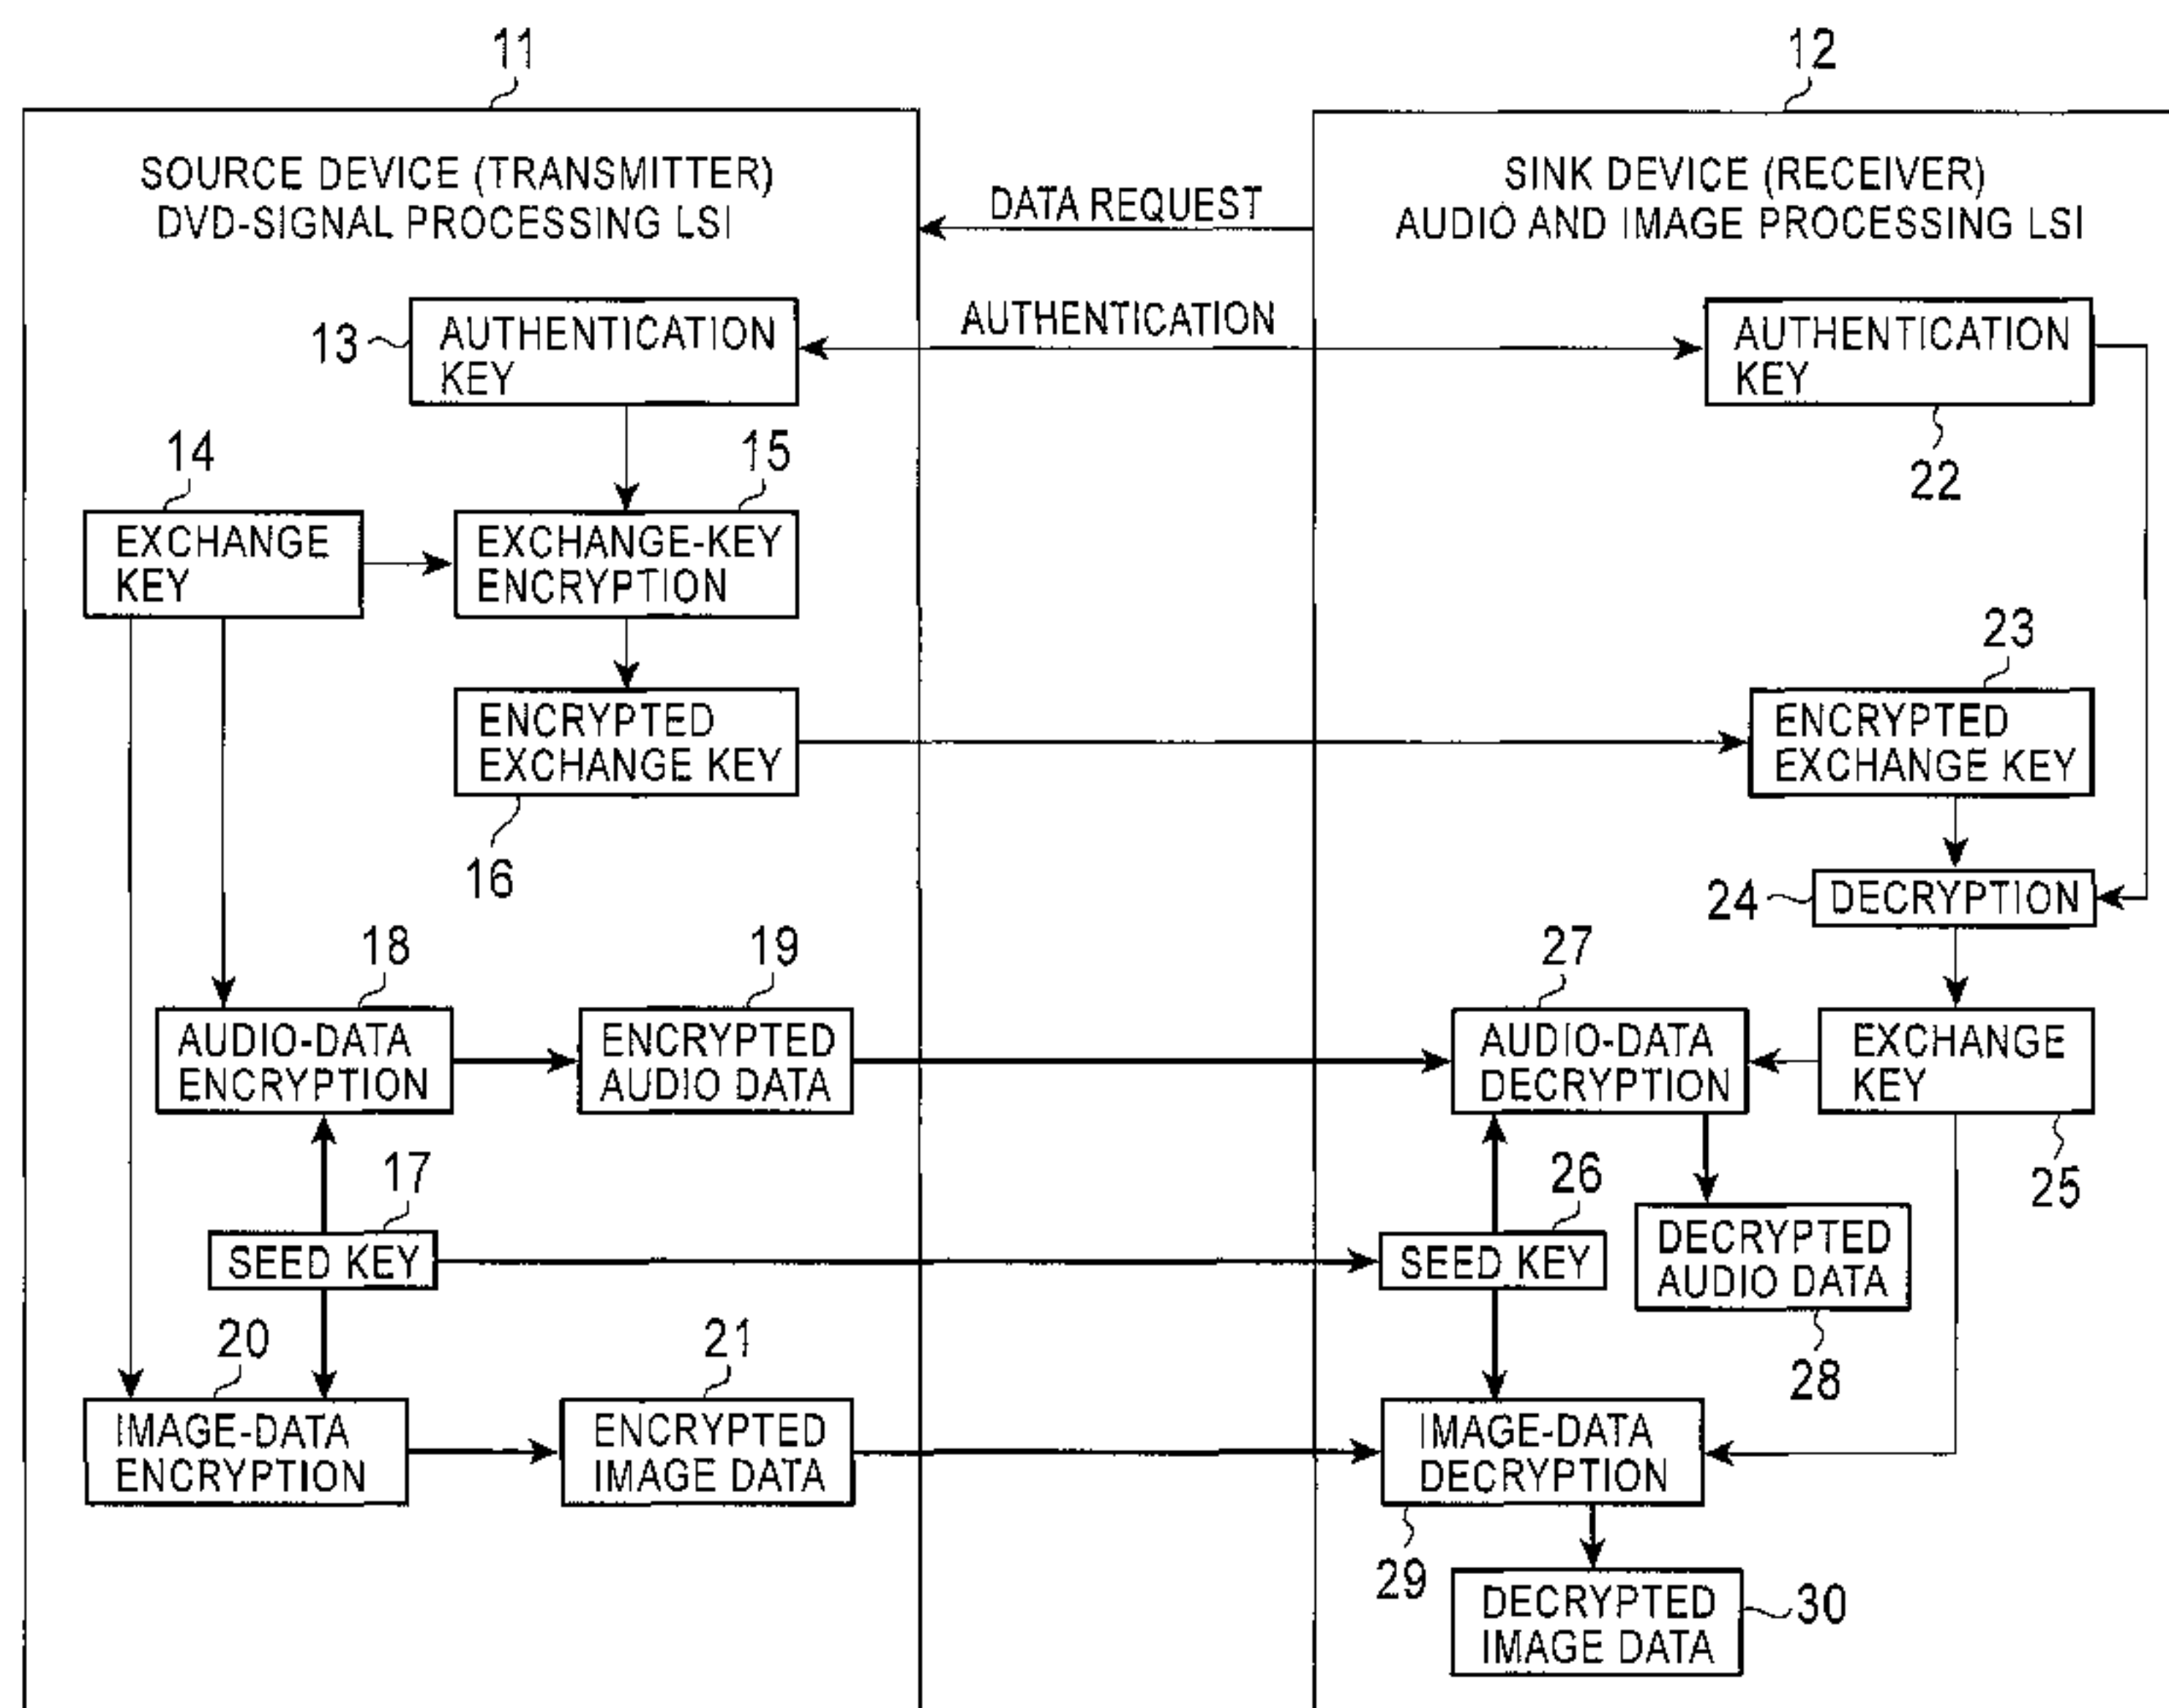 11
12
SOURCE DEVICE (TRANSMITTER)
DVD-SIGNAL PROCESSING LSI
DATA REQUEST
SINK DEVICE (RECEIVER)
AUDIO AND IMAGE PROCESSING LSI
13
AUTHENTICATION
KEY
AUTHENTICATION
AUTHENTICATION
KEY
22
14
15
EXCHANGE
KEY
EXCHANGE-KEY
ENCRYPTION
23
ENCRYPTED
EXCHANGE KEY
16
ENCRYPTED
EXCHANGE KEY
24
DECRYPTION
18
19
27
AUDIO-DATA
ENCRYPTION
ENCRYPTED
AUDIO DATA
AUDIO-DATA
DECRYPTION
EXCHANGE
KEY
25
17
26
SEED KEY
SEED KEY
DECRYPTED
AUDIO DATA
28
20
21
IMAGE-DATA
ENCRYPTION
ENCRYPTED
IMAGE DATA
IMAGE-DATA
DECRYPTION
29
DECRYPTED
IMAGE DATA
30